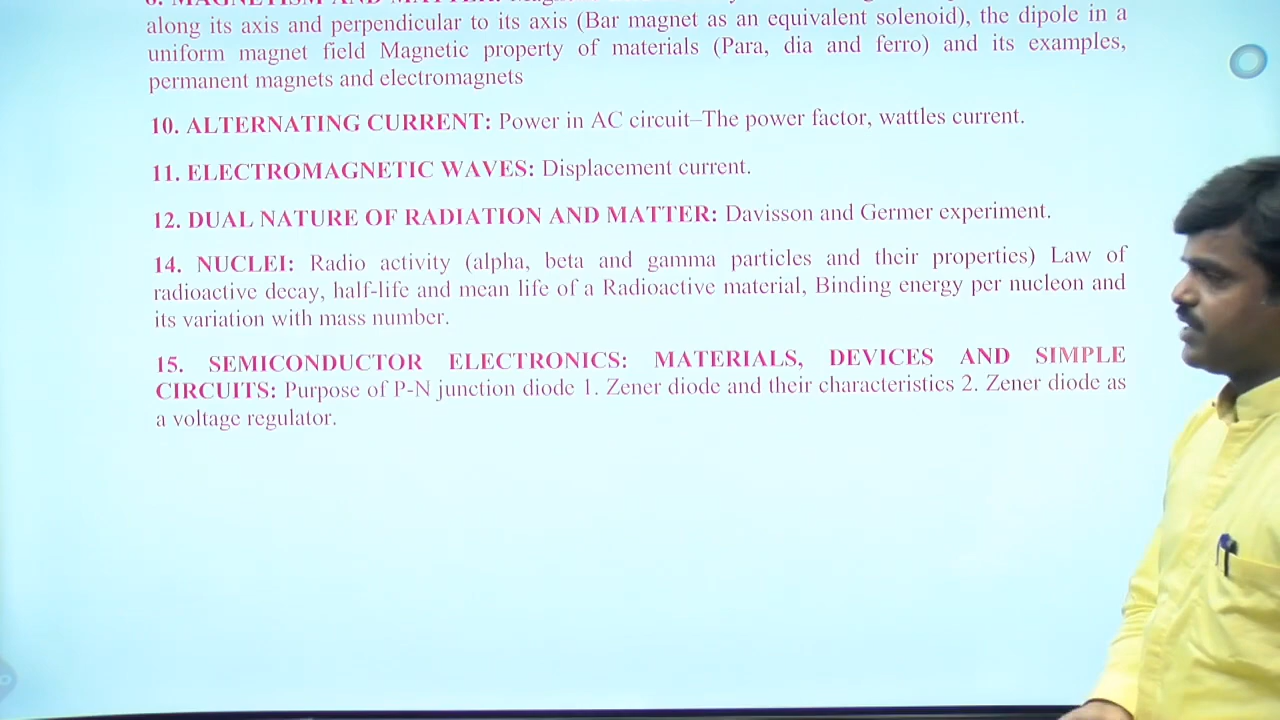 8. MAGNETISM AND MATTER:
along its axis and perpendicular to its axis (Bar magnet as an equivalent solenoid), the dipole in a
uniform magnet field Magnetic property of materials (Para, dia and ferro) and its examples,
permanent magnets and electromagnets
10. ALTERNATING CURRENT: Power in AC circuit–The power factor, wattles current.
11. ELECTROMAGNETIC WAVES: Displacement current.
12. DUAL NATURE OF RADIATION AND MATTER: Davisson and Germer experiment.
14. NUCLEI: Radio activity (alpha, beta and gamma particles and their properties) Law of
radioactive decay, half-life and mean life of a Radioactive material, Binding energy per nucleon and
its variation with mass number.
15. SEMICONDUCTOR ELECTRONICS: MATERIALS, DEVICES AND SIMPLE
CIRCUITS: Purpose of P-N junction diode 1. Zener diode and their characteristics 2. Zener diode as
a voltage regulator.